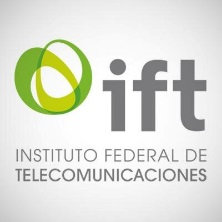 ift
INSTITUTO FEDERAL DE
TELECOMUNICACIONES